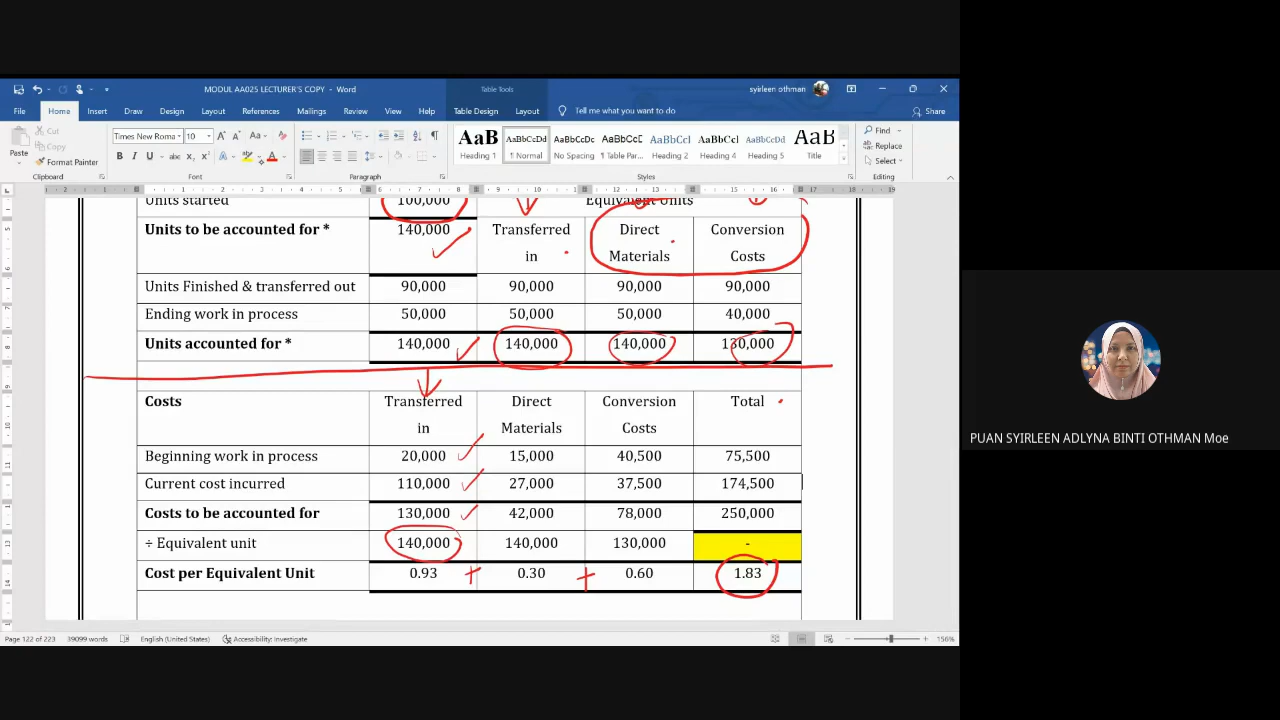 MODUL AA025 LECTURER'S COPY - Word
Table Tools
syirleen othman
File Home Insert Draw Design Layout References Mailings Review View Help Table Design Layout Tell me what you want to do Share
Paste
Cut
Copy
Format Painter
Clipboard
Times New Roma 10
Font
Paragraph
AaB AaBbCcDd AaBbCcDc AaBbCcD AaBbCcI AaBbCcI AaBbCcDd AaB
Heading 1 ¶ Normal No Spacing ¶ Table Par... Heading 2 Heading 4 Heading 5 Title
Styles
Find
Replace
Select
Editing
Units started 100,000 Equivalent Units
Units to be accounted for * 140,000 Transferred in Direct Materials Conversion Costs
Units Finished & transferred out 90,000 90,000 90,000 90,000
Ending work in process 50,000 50,000 50,000 40,000
Units accounted for * 140,000 140,000 140,000 130,000
Costs Transferred in Direct Materials Conversion Costs Total
Beginning work in process 20,000 15,000 40,500 75,500
Current cost incurred 110,000 27,000 37,500 174,500
Costs to be accounted for 130,000 42,000 78,000 250,000
÷ Equivalent unit 140,000 140,000 130,000 -
Cost per Equivalent Unit 0.93 + 0.30 + 0.60 1.83
PUAN SYIRLEEN ADLYNA BINTI OTHMAN Moe
Page 122 of 223 39099 words English (United States) Accessibility: Investigate 156%